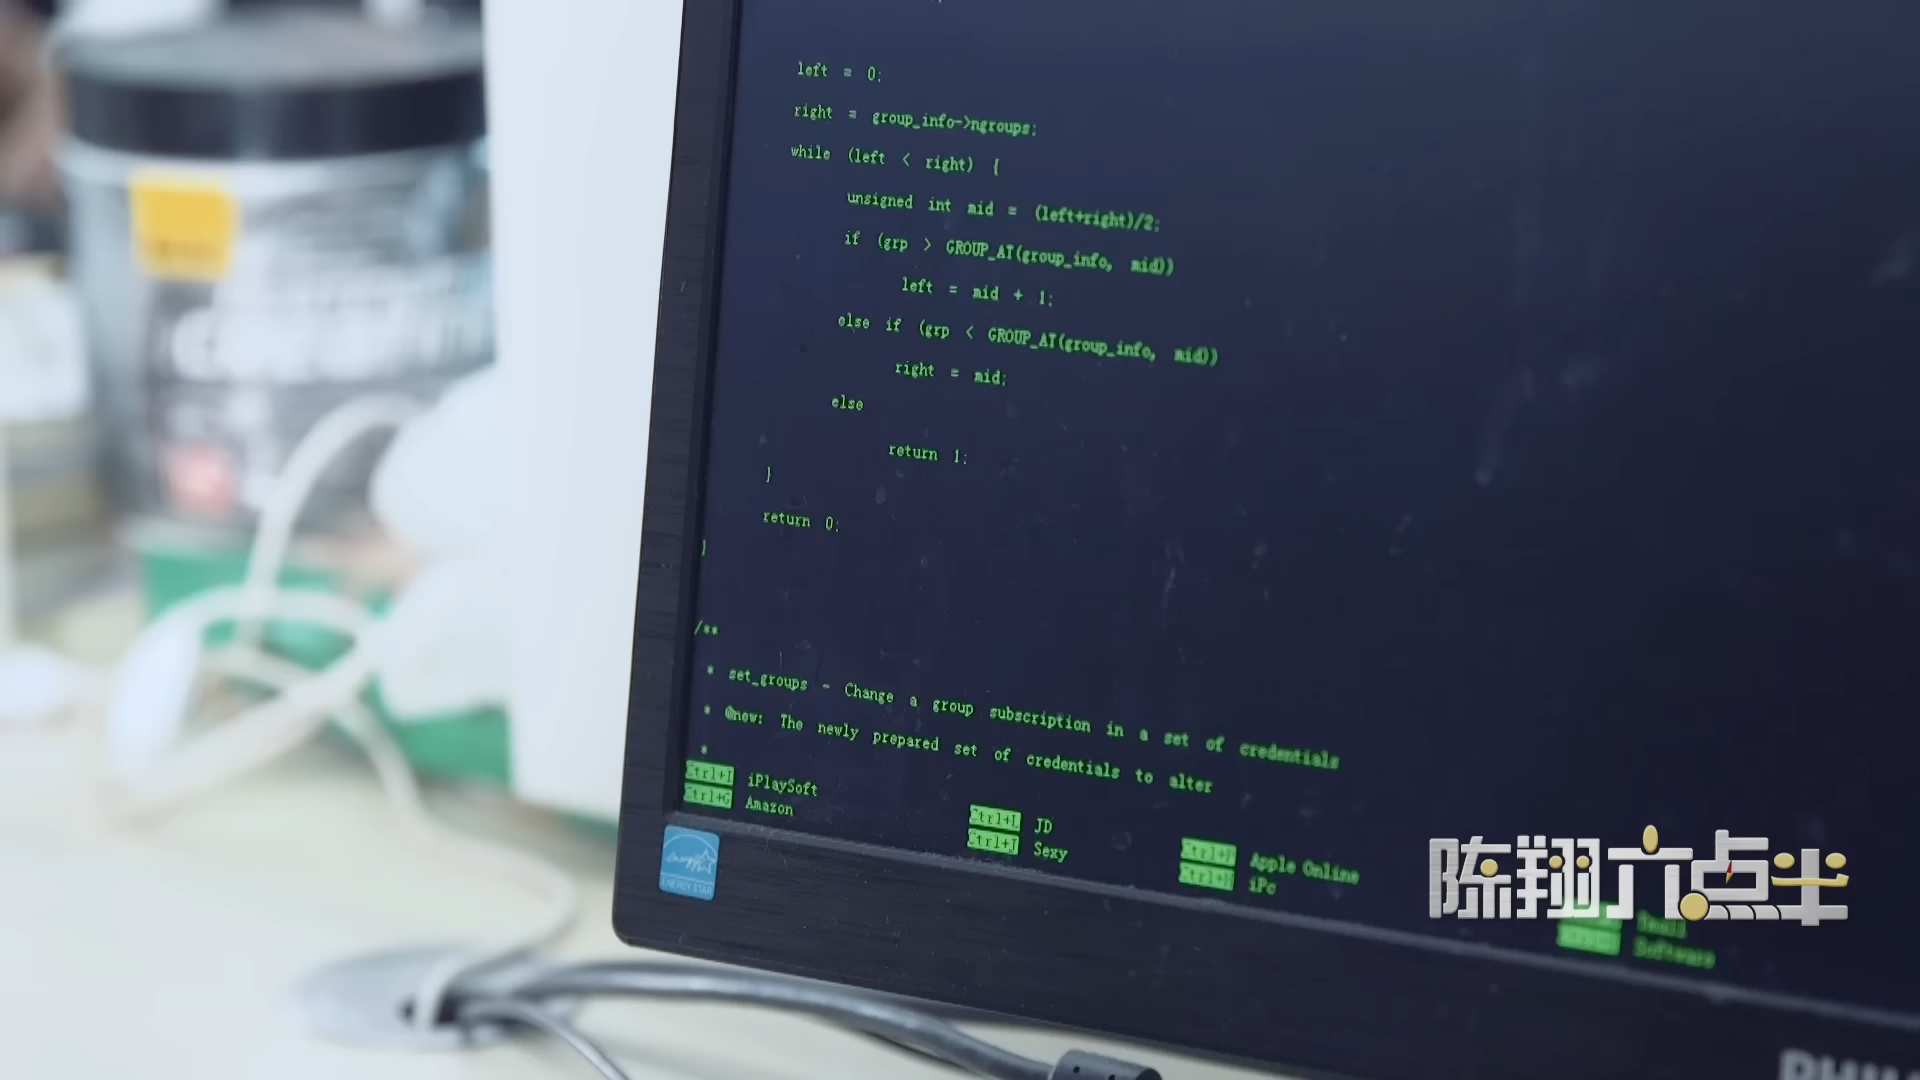 left = 0;
right = group_info->ngroups;
while (left < right) {
unsigned int mid = (left+right)/2;
if (grp > GROUP_AT(group_info, mid))
left = mid + 1;
else if (grp < GROUP_AT(group_info, mid))
right = mid;
else
return 1;
}
return 0;
}
/**
* set_groups - Change a group subscription in a set of credentials
* @new: The newly prepared set of credentials to alter
*
Ctrl+I iPlaySoft
Ctrl+G Amazon
Ctrl+L JD
Ctrl+J Sexy
Apple Online
Ctrl+H iPc
Software
ENERGY STAR
陈翔六点半